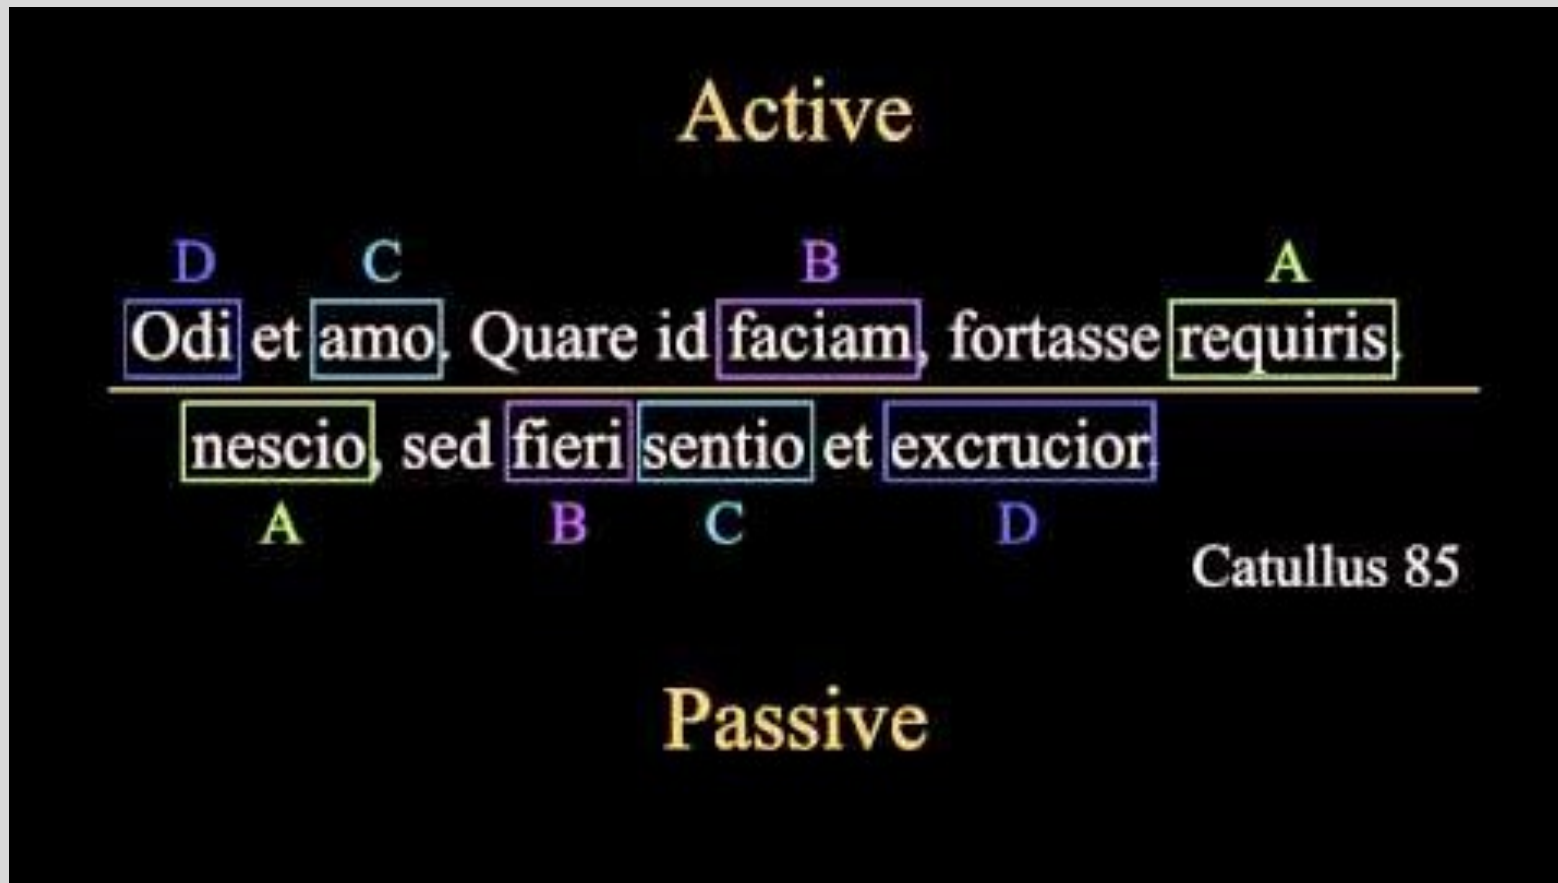 Active
D C B A
Odi et amo. Quare id faciam, fortasse requiris.
nescio, sed fieri sentio et excrucior.
A B C D
Catullus 85
Passive